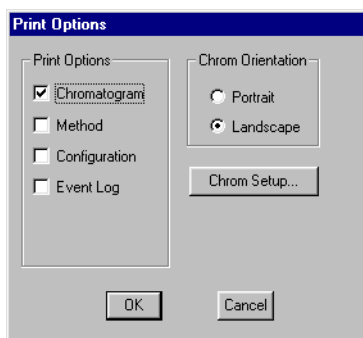 Print Options
Print Options
Chromatogram
Method
Configuration
Event Log
Chrom Orientation
Portrait
Landscape
Chrom Setup...
OK
Cancel